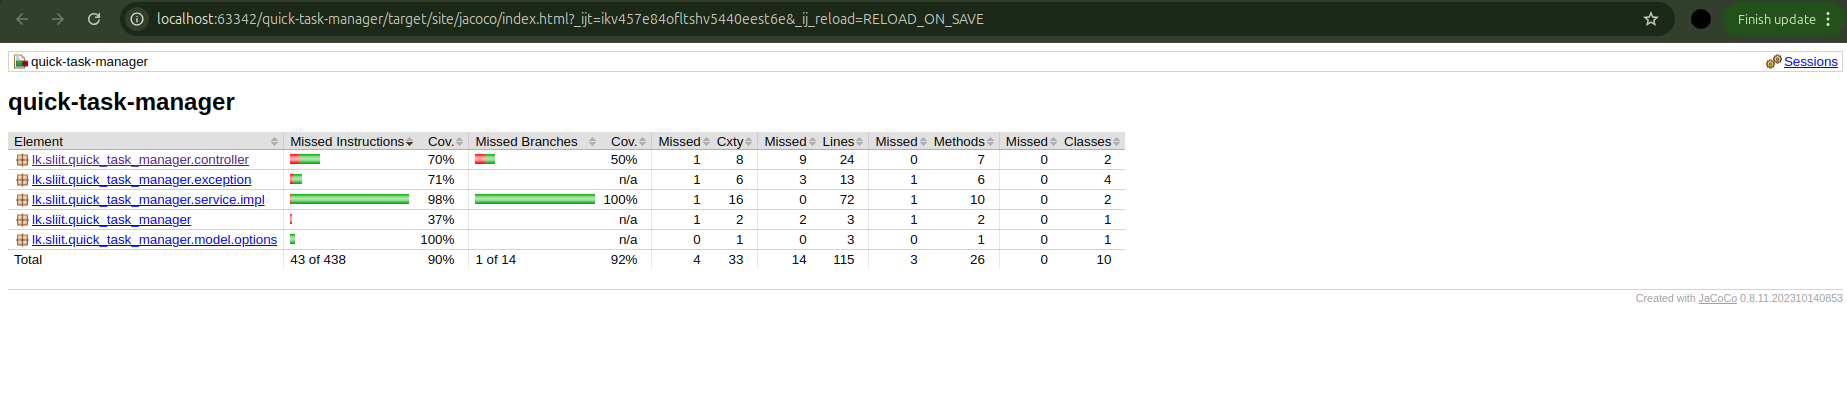 localhost:63342/quick-task-manager/target/site/jacoco/index.html?_ijt=ikv457e84ofltshv5440eest6e&_ij_reload=RELOAD_ON_SAVE Finish update
quick-task-manager Sessions
quick-task-manager
Element Missed Instructions Cov. Missed Branches Cov. Missed Cxty Missed Lines Missed Methods Missed Classes
lk.sliit.quick_task_manager.controller 70% 50% 1 8 9 24 0 7 0 2
lk.sliit.quick_task_manager.exception 71% n/a 1 6 3 13 1 6 0 4
lk.sliit.quick_task_manager.service.impl 98% 100% 1 16 0 72 1 10 0 2
lk.sliit.quick_task_manager 37% n/a 1 2 2 3 1 2 0 1
lk.sliit.quick_task_manager.model.options 100% n/a 0 1 0 3 0 1 0 1
Total 43 of 438 90% 1 of 14 92% 4 33 14 115 3 26 0 10
Created with JaCoCo 0.8.11.202310140853